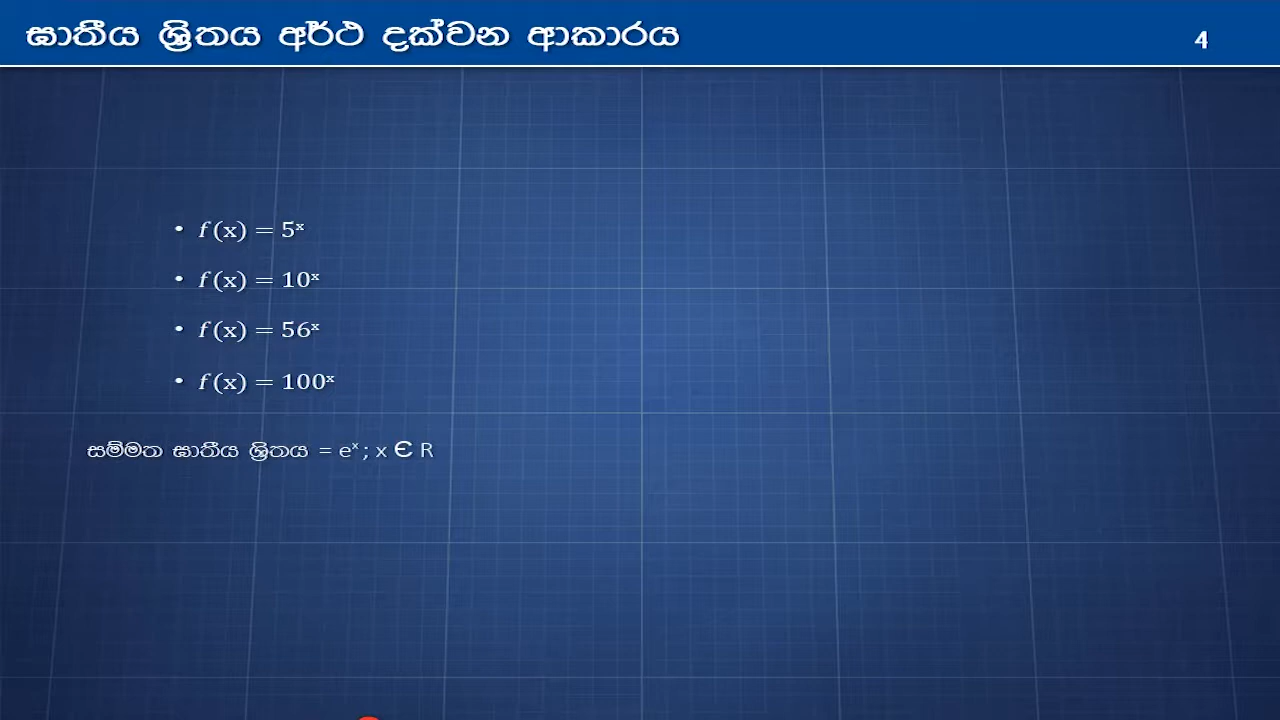 ඝාතීය ශ්‍රිතය අර්ථ දක්වන ආකාරය
4
• f (x) = 5ˣ
• f (x) = 10ˣ
• f (x) = 56ˣ
• f (x) = 100ˣ
සම්මත ඝාතීය ශ්‍රිතය = eˣ ; x Є R